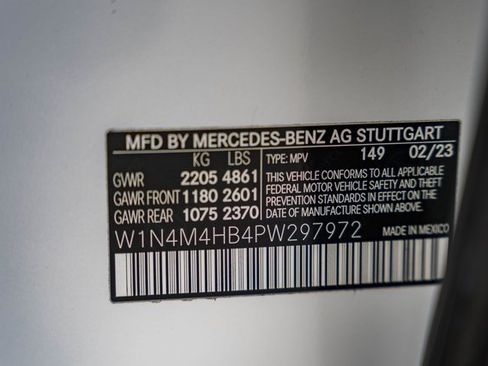 MFD BY MERCEDES-BENZ AG STUTTGART
KG LBS TYPE: MPV 149 02/23
GVWR 2205 4861
GAWR FRONT 1180 2601
GAWR REAR 1075 2370
THIS VEHICLE CONFORMS TO ALL APPLICABLE
FEDERAL MOTOR VEHICLE SAFETY AND THEFT
PREVENTION STANDARDS IN EFFECT ON THE
DATE OF MANUFACTURE SHOWN ABOVE.
W1N4M4HB4PW297972 MADE IN MEXICO